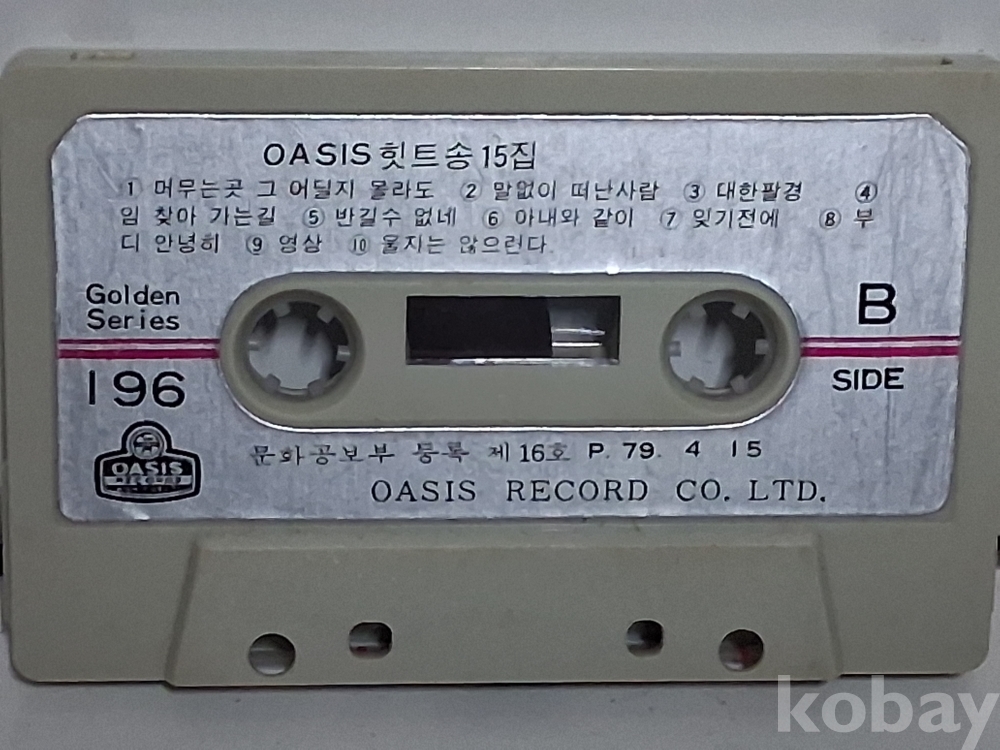 OASIS 힛트송 15집
① 머무는곳 그 어딜지 몰라도 ② 말없이 떠난사람 ③ 대한팔경 ④
임 찾아 가는길 ⑤ 반길수 없네 ⑥ 아내와 같이 ⑦ 잊기전에 ⑧ 부
디 안녕히 ⑨ 영상 ⑩ 울지는 않으련다.
Golden
Series
B
196
SIDE
OASIS
RECORDS
문화공보부 등록 제16호 P. 79. 4 15
OASIS RECORD CO. LTD.
kobay